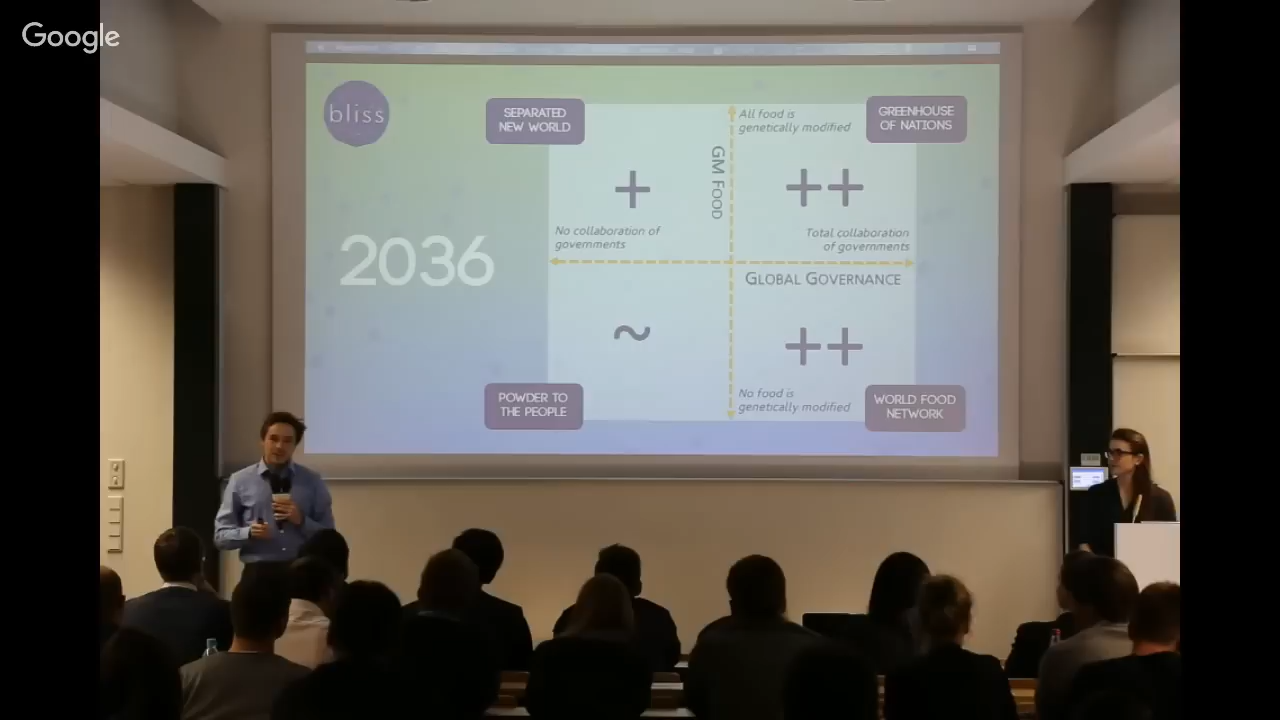 Google
bliss
SEPARATED
NEW WORLD
All food is
genetically modified
GREENHOUSE
OF NATIONS
GM FOOD
+
++
No collaboration of
governments
Total collaboration
of governments
2036
GLOBAL GOVERNANCE
~
++
POWDER TO
THE PEOPLE
No food is
genetically modified
WORLD FOOD
NETWORK